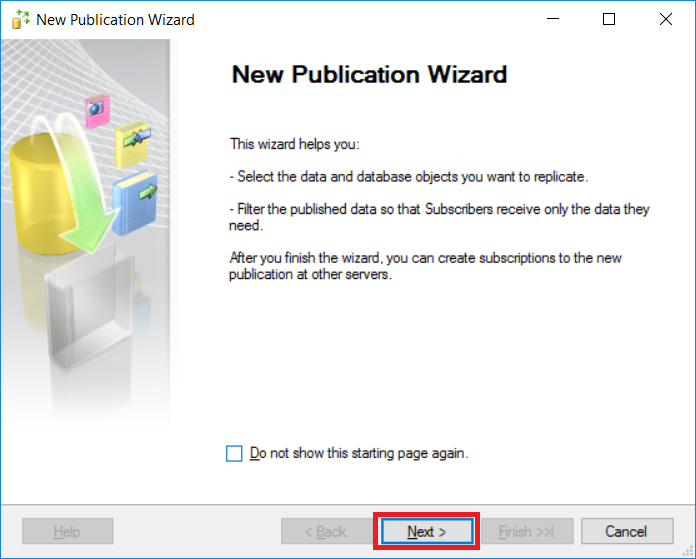 New Publication Wizard
New Publication Wizard
This wizard helps you:
- Select the data and database objects you want to replicate.
- Filter the published data so that Subscribers receive only the data they
need.
After you finish the wizard, you can create subscriptions to the new
publication at other servers.
Do not show this starting page again.
Help
< Back
Next >
Finish >>|
Cancel